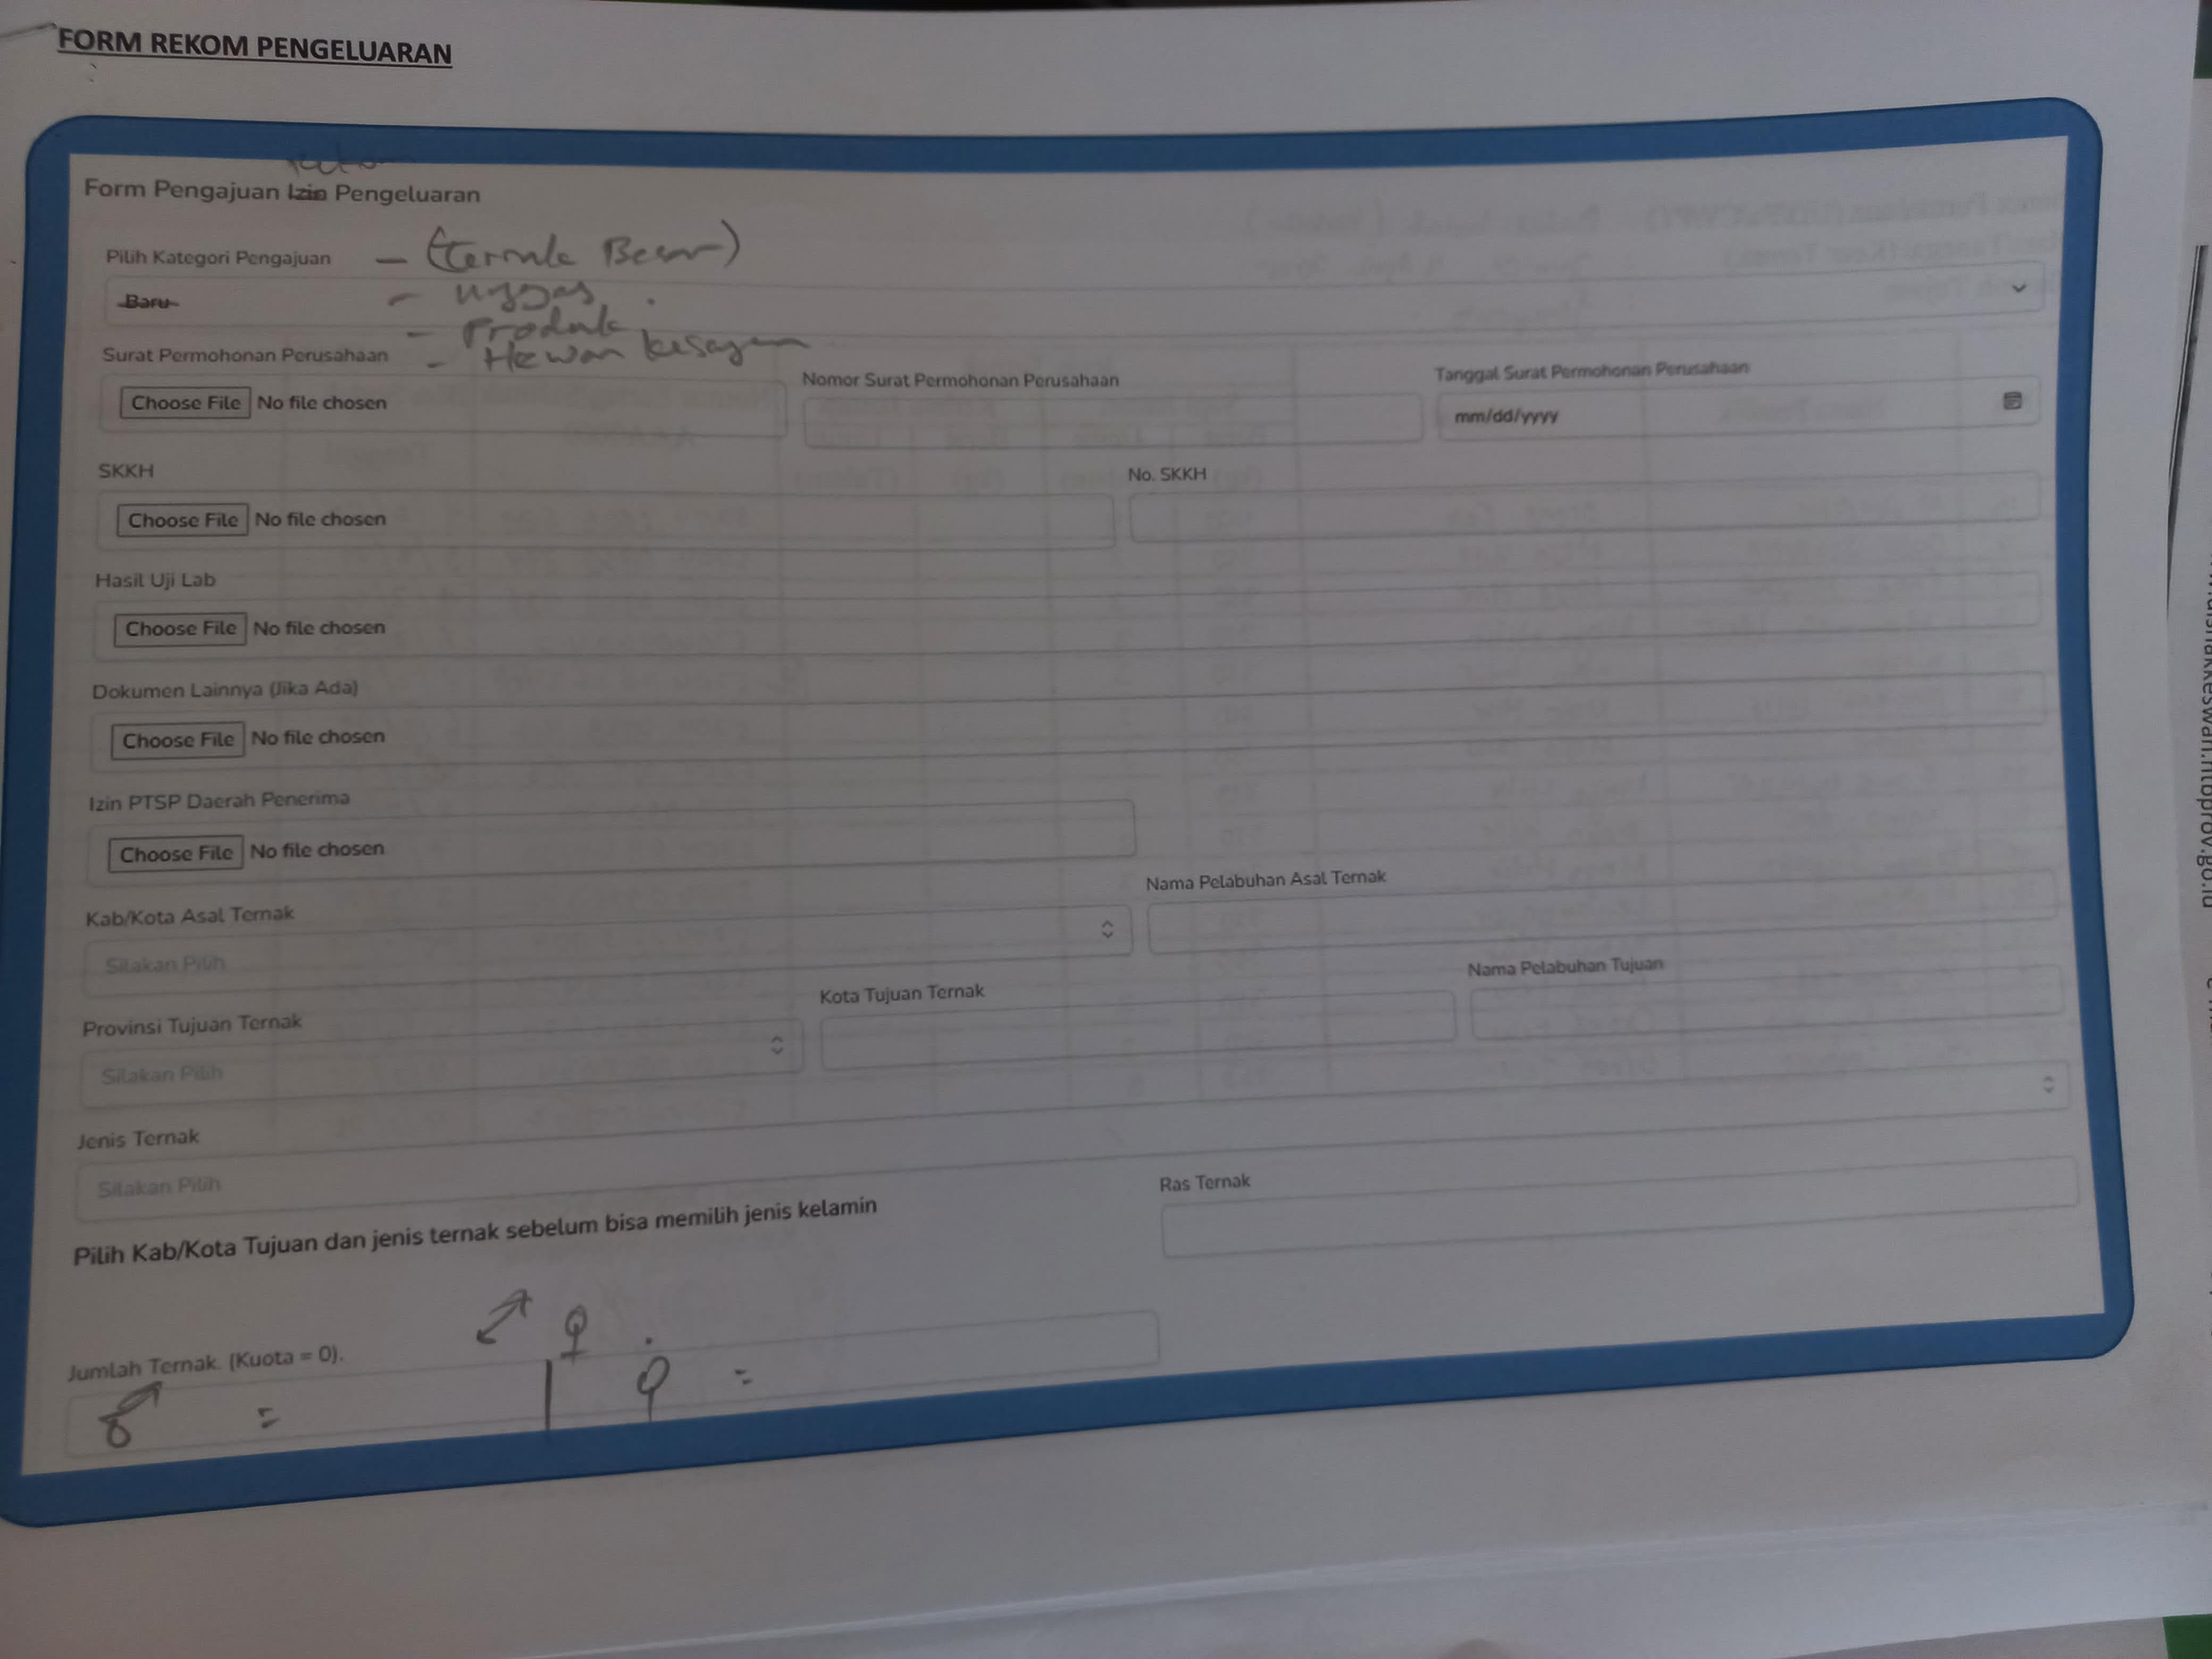 FORM REKOM PENGELUARAN
Rekom
Form Pengajuan Izin Pengeluaran
Pilih Kategori Pengajuan
- (Ternak Besar)
Baru
- Unggas
- Produk
- Hewan kesayangan
Surat Permohonan Perusahaan
Nomor Surat Permohonan Perusahaan
Tanggal Surat Permohonan Perusahaan
Choose File No file chosen
mm/dd/yyyy
SKKH
No. SKKH
Choose File No file chosen
Hasil Uji Lab
Choose File No file chosen
Dokumen Lainnya (Jika Ada)
Choose File No file chosen
Izin PTSP Daerah Penerima
Choose File No file chosen
Kab/Kota Asal Ternak
Nama Pelabuhan Asal Ternak
Silakan Pilih
Provinsi Tujuan Ternak
Kota Tujuan Ternak
Nama Pelabuhan Tujuan
Silakan Pilih
Jenis Ternak
Silakan Pilih
Pilih Kab/Kota Tujuan dan jenis ternak sebelum bisa memilih jenis kelamin
Ras Ternak
Jumlah Ternak. (Kuota = 0).
♂ = | ♀ =